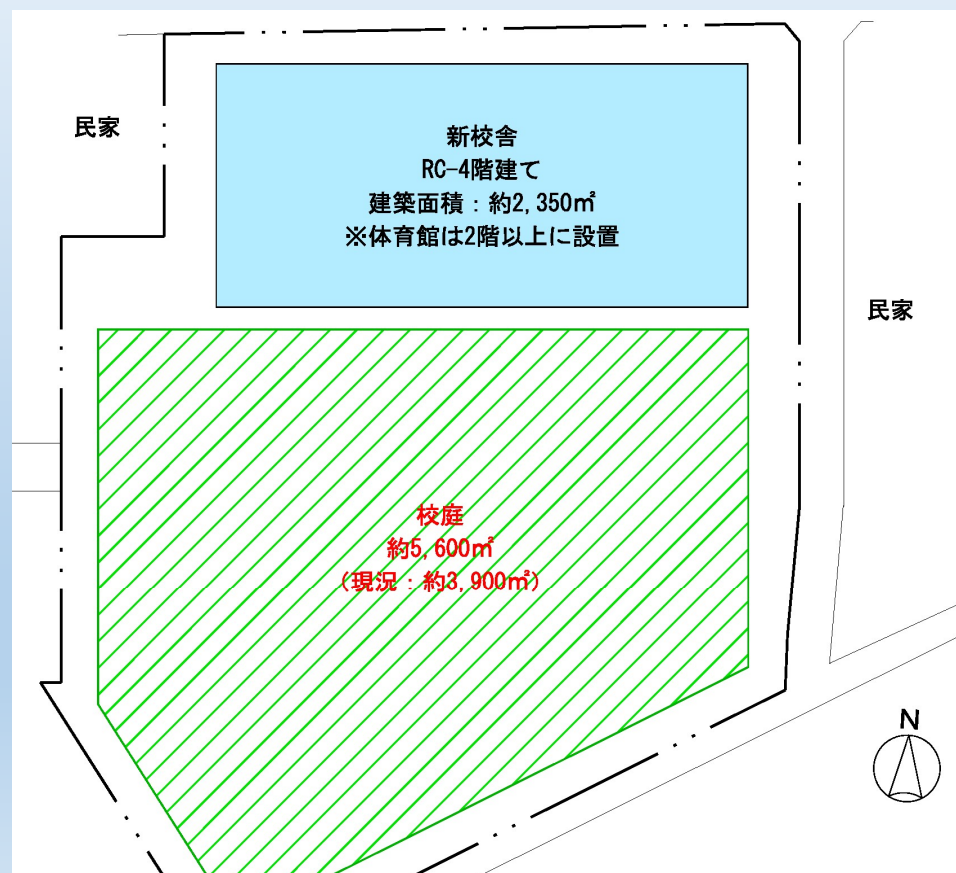 民家
新校舎
RC-4階建て
建築面積：約2,350㎡
※体育館は2階以上に設置
民家
校庭
約5,600㎡
（現況：約3,900㎡）
N